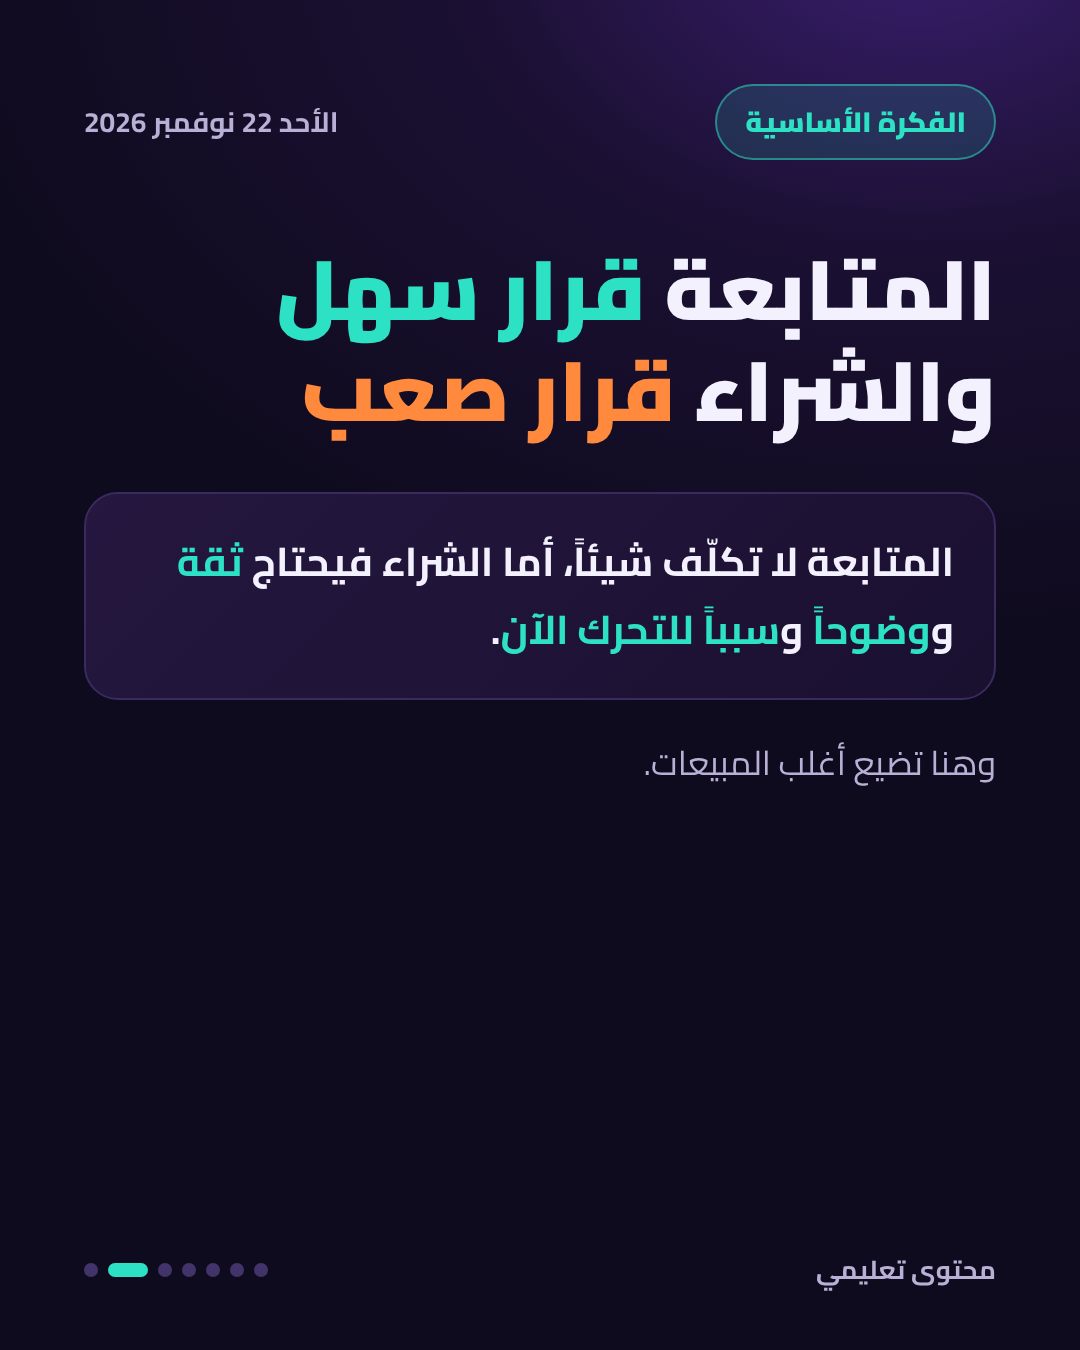 الفكرة الأساسية
الأحد 22 نوفمبر 2026
المتابعة قرار سهل
والشراء قرار صعب
المتابعة لا تكلّف شيئاً، أما الشراء فيحتاج ثقة
ووضوحاً وسبباً للتحرك الآن.
وهنا تضيع أغلب المبيعات.
محتوى تعليمي